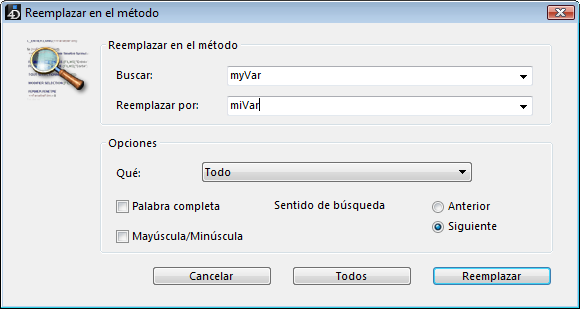 4D Reemplazar en el método
Reemplazar en el método
Buscar: myVar
Reemplazar por: miVar
Opciones
Qué: Todo
Palabra completa Sentido de búsqueda Anterior
Siguiente
Mayúscula/Minúscula
Cancelar Todos Reemplazar